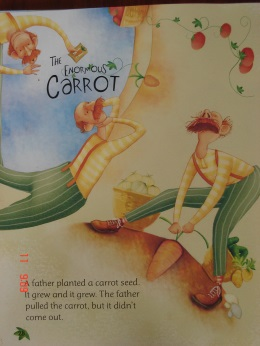 THE
ENORMOUS
CARROT
A father planted a carrot seed.
It grew and it grew. The father
pulled the carrot, but it didn't
come out.